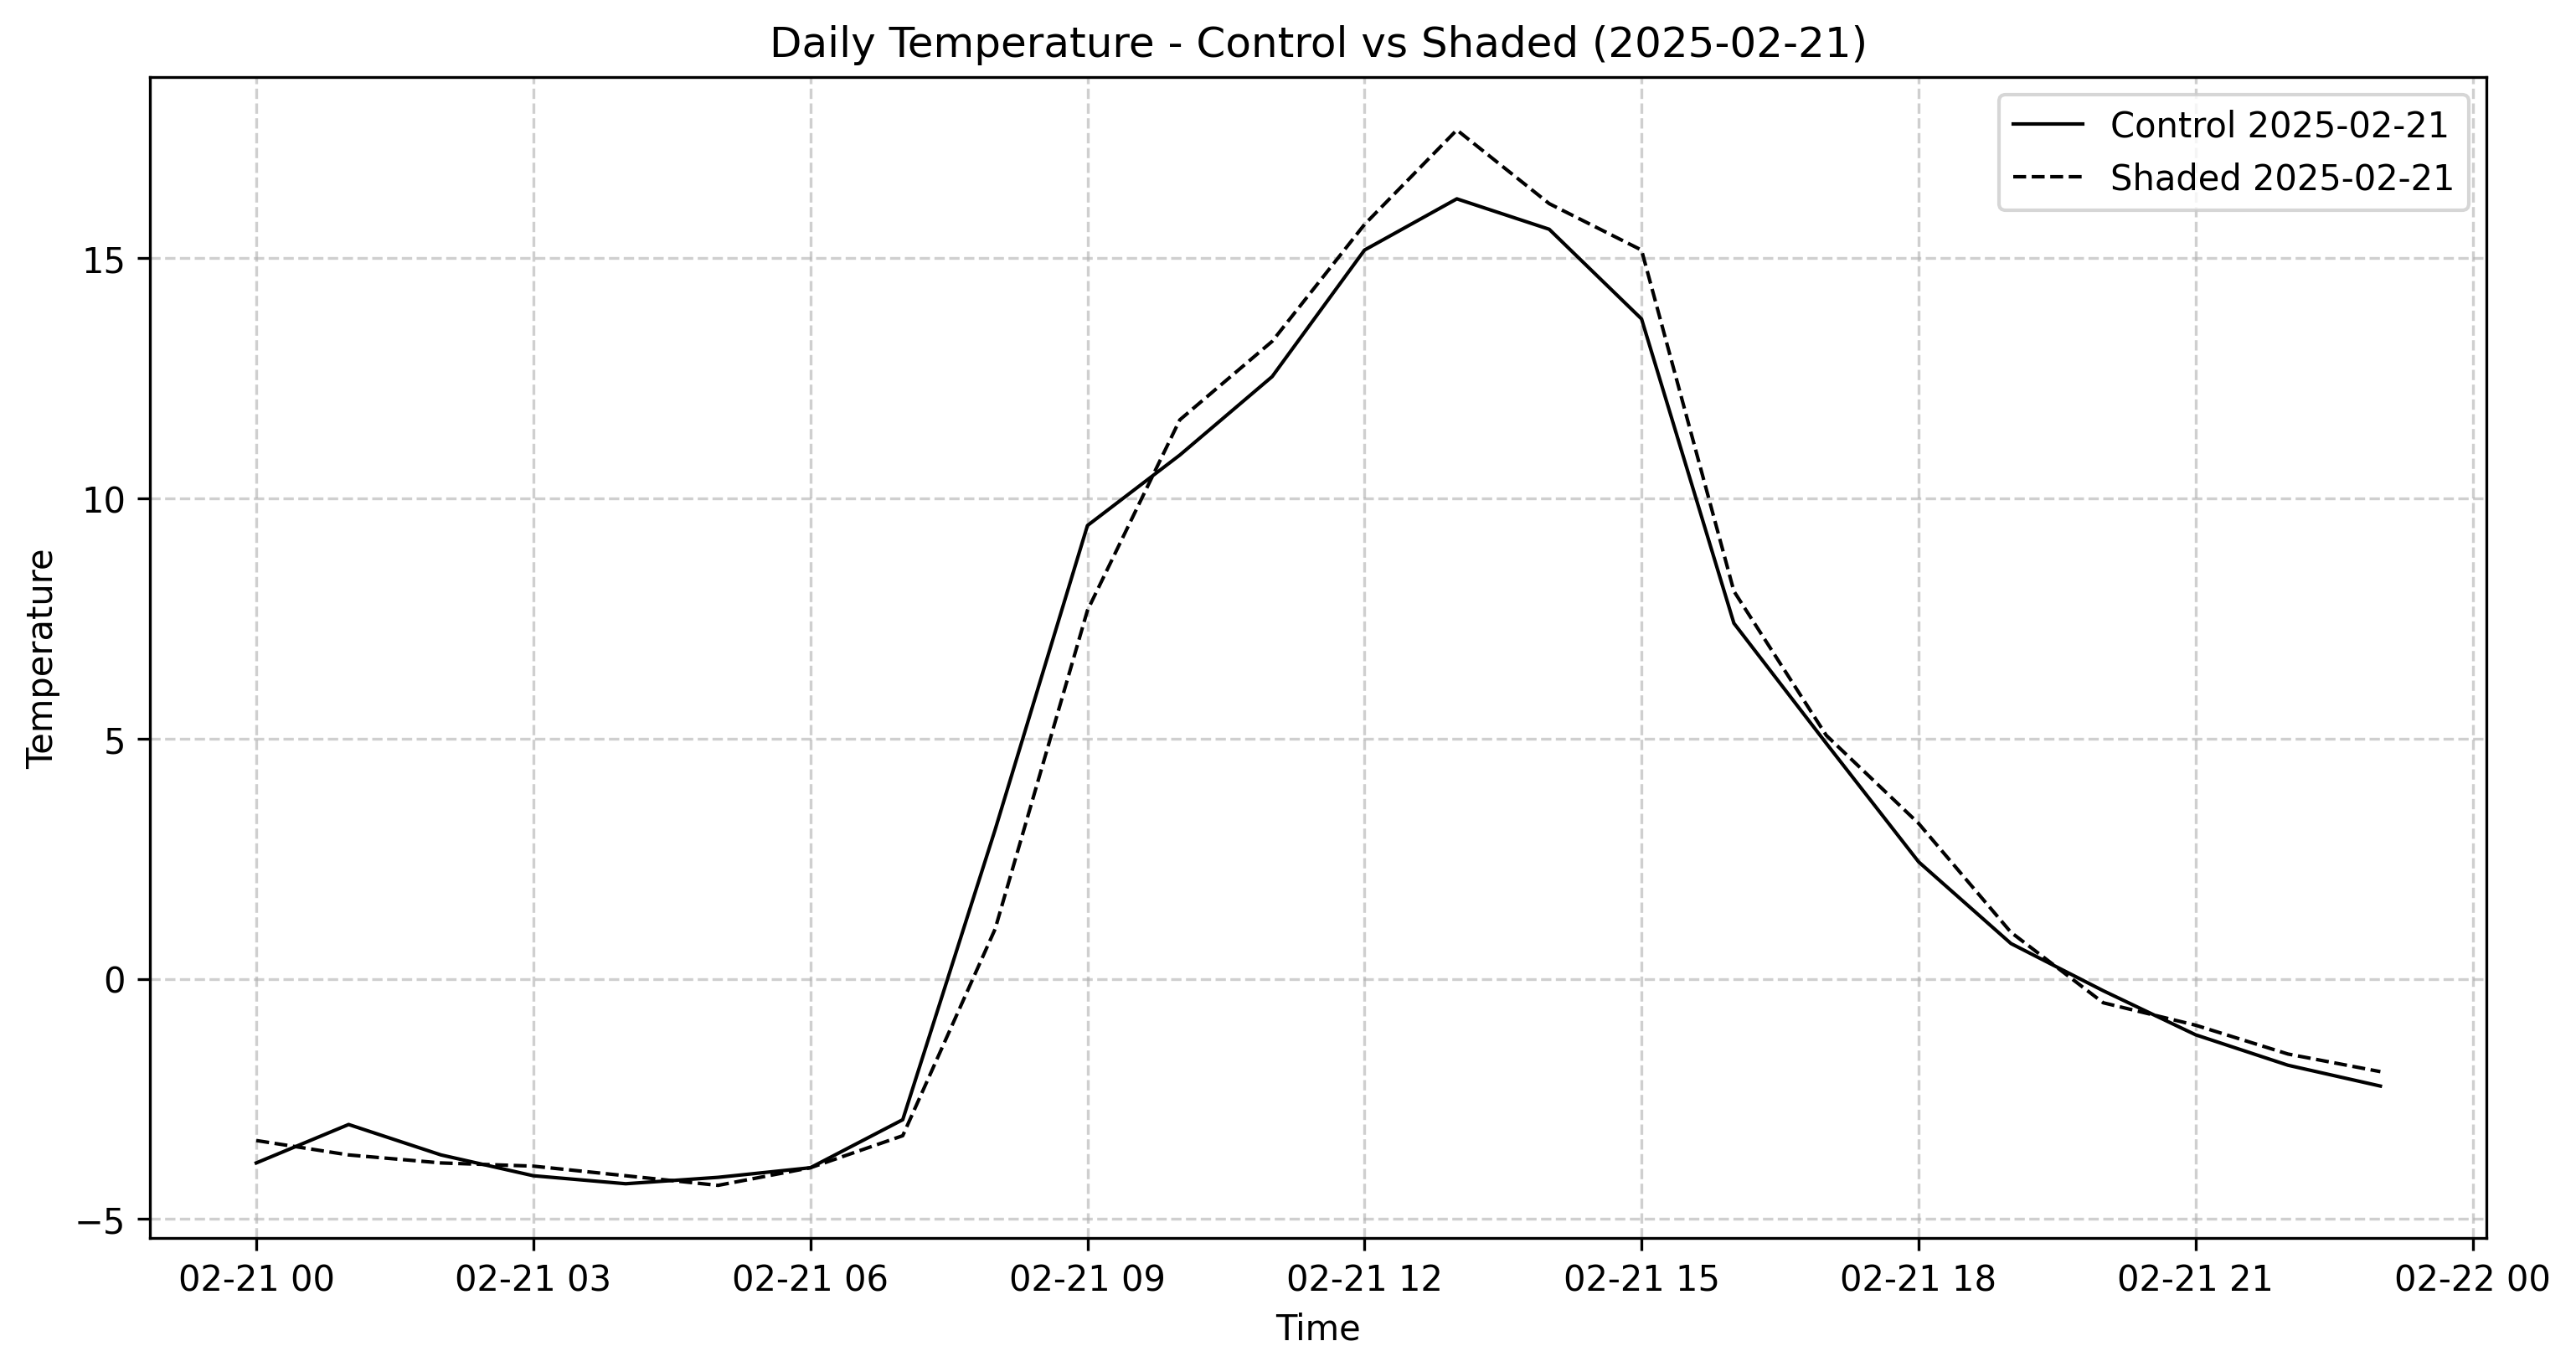 Daily Temperature - Control vs Shaded (2025-02-21)
Control 2025-02-21
Shaded 2025-02-21
15
10
5
0
−5
Temperature
02-21 00 02-21 03 02-21 06 02-21 09 02-21 12 02-21 15 02-21 18 02-21 21 02-22 00
Time